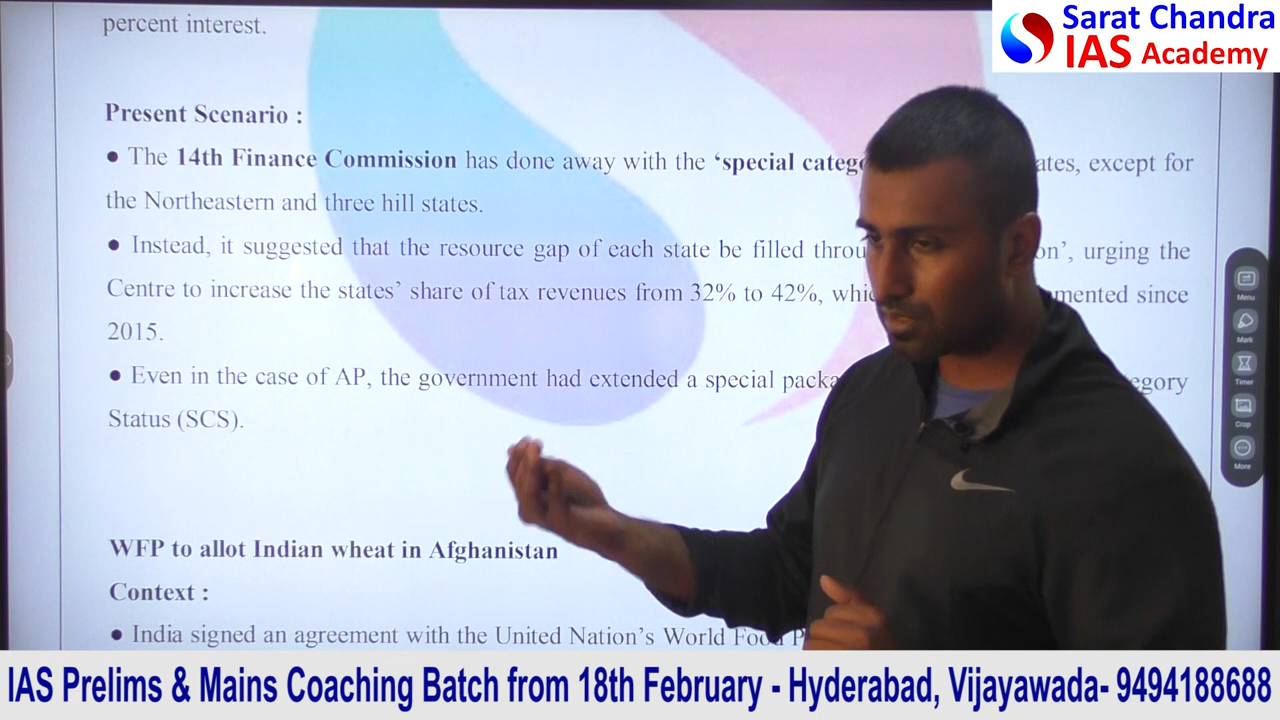 percent interest.
Sarat Chandra
IAS Academy
Present Scenario :
● The 14th Finance Commission has done away with the ‘special categ ates, except for
the Northeastern and three hill states.
● Instead, it suggested that the resource gap of each state be filled throu on’, urging the
Centre to increase the states’ share of tax revenues from 32% to 42%, whic mented since
2015.
● Even in the case of AP, the government had extended a special packa egory
Status (SCS).
WFP to allot Indian wheat in Afghanistan
Context :
● India signed an agreement with the United Nation’s World Food P
Menu
Mark
Timer
Crop
More
IAS Prelims & Mains Coaching Batch from 18th February - Hyderabad, Vijayawada- 9494188688